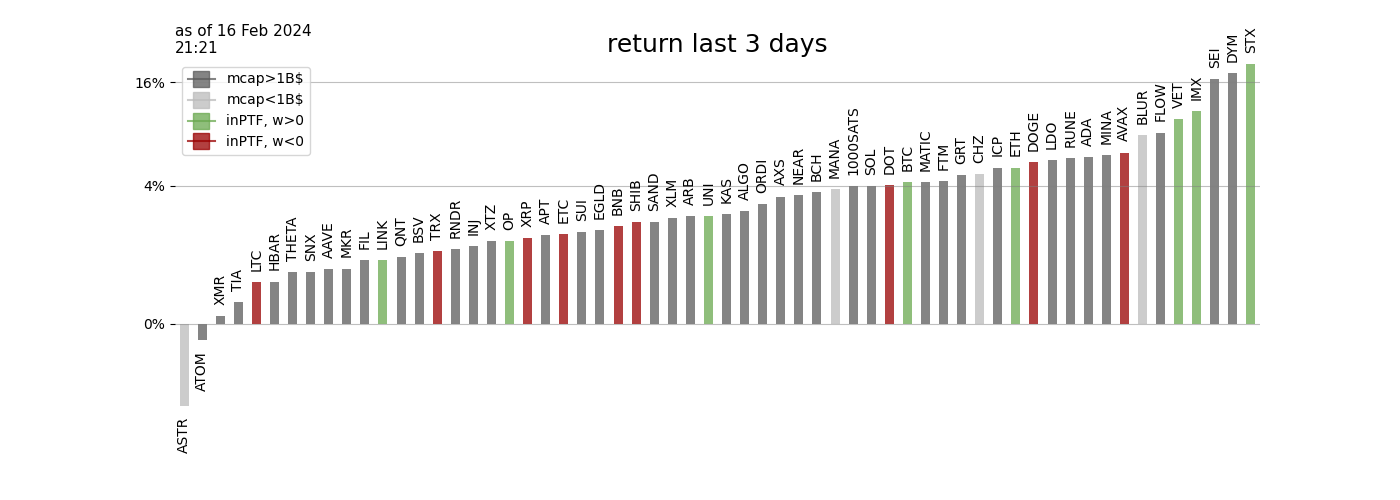 as of 16 Feb 2024
21:21
return last 3 days
mcap>1B$
mcap<1B$
inPTF, w>0
inPTF, w<0
16%
4%
0%
ASTR
ATOM
XMR
TIA
LTC
HBAR
THETA
SNX
AAVE
MKR
FIL
LINK
QNT
BSV
TRX
RNDR
INJ
XTZ
OP
XRP
APT
ETC
SUI
EGLD
BNB
SHIB
SAND
XLM
ARB
UNI
KAS
ALGO
ORDI
AXS
NEAR
BCH
MANA
1000SATS
SOL
DOT
BTC
MATIC
FTM
GRT
CHZ
ICP
ETH
DOGE
LDO
RUNE
ADA
MINA
AVAX
BLUR
FLOW
VET
IMX
SEI
DYM
STX